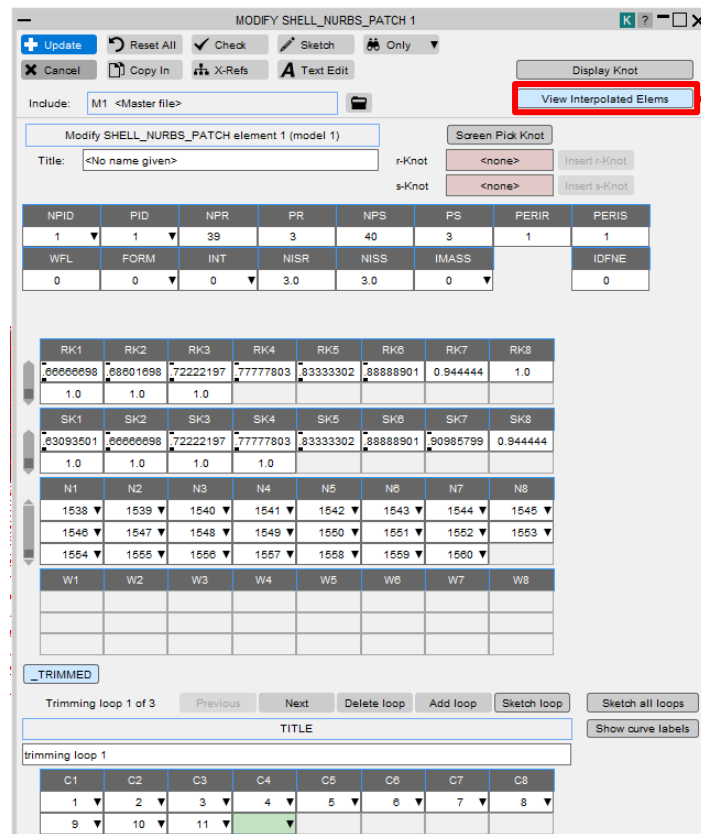 MODIFY SHELL_NURBS_PATCH 1 K ?
Update Reset All Check Sketch Only
Cancel Copy In X-Refs A Text Edit Display Knot
Include: M1 <Master file> View Interpolated Elems
Modify SHELL_NURBS_PATCH element 1 (model 1) Screen Pick Knot
Title: <No name given> r-Knot <none> Insert r-Knot
s-Knot <none> Insert s-Knot
NPID PID NPR PR NPS PS PERIR PERIS
1 1 39 3 40 3 1 1
WFL FORM INT NISR NISS IMASS IDFNE
0 0 0 3.0 3.0 0 0
RK1 RK2 RK3 RK4 RK5 RK6 RK7 RK8
.66666698 .68601698 .72222197 .77777803 .83333302 .88888901 0.944444 1.0
1.0 1.0 1.0
SK1 SK2 SK3 SK4 SK5 SK6 SK7 SK8
.63093501 .66666698 .72222197 .77777803 .83333302 .88888901 .90985799 0.944444
1.0 1.0 1.0 1.0
N1 N2 N3 N4 N5 N6 N7 N8
1538 1539 1540 1541 1542 1543 1544 1545
1546 1547 1548 1549 1550 1551 1552 1553
1554 1555 1556 1557 1558 1559 1560
W1 W2 W3 W4 W5 W6 W7 W8
_TRIMMED
Trimming loop 1 of 3 Previous Next Delete loop Add loop Sketch loop Sketch all loops
TITLE Show curve labels
trimming loop 1
C1 C2 C3 C4 C5 C6 C7 C8
1 2 3 4 5 6 7 8
9 10 11